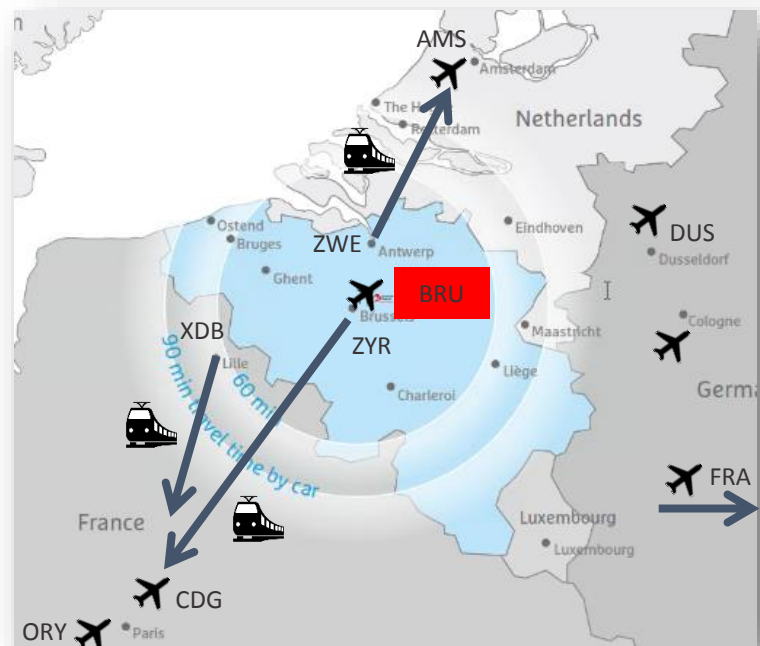 AMS
Amsterdam
The H
Rotterdam
Netherlands
Ostend
Bruges
ZWE
Antwerp
Eindhoven
DUS
Dusseldorf
Ghent
BRU
Brussels
ZYR
XDB
Lille
Maastricht
Cologne
Liège
Charleroi
Germa
60 min
90 min travel time by car
FRA
France
Luxembourg
Luxembourg
CDG
ORY
Paris